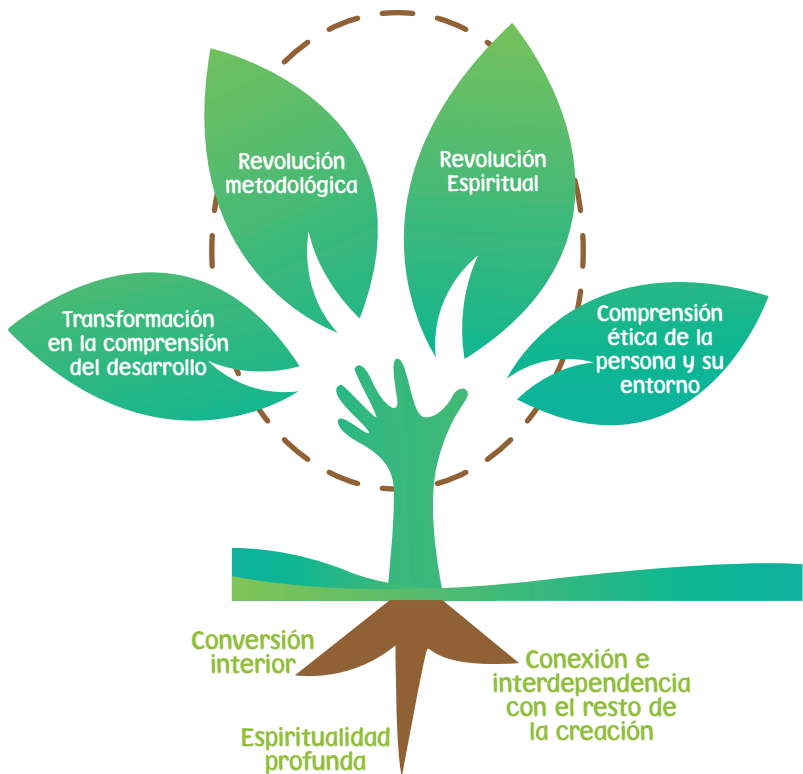 Revolución
metodológica
Revolución
Espiritual
Transformación
en la comprensión
del desarrollo
Comprensión
ética de la
persona y su
entorno
Conversión
interior
Espiritualidad
profunda
Conexión e
interdependencia
con el resto de
la creación